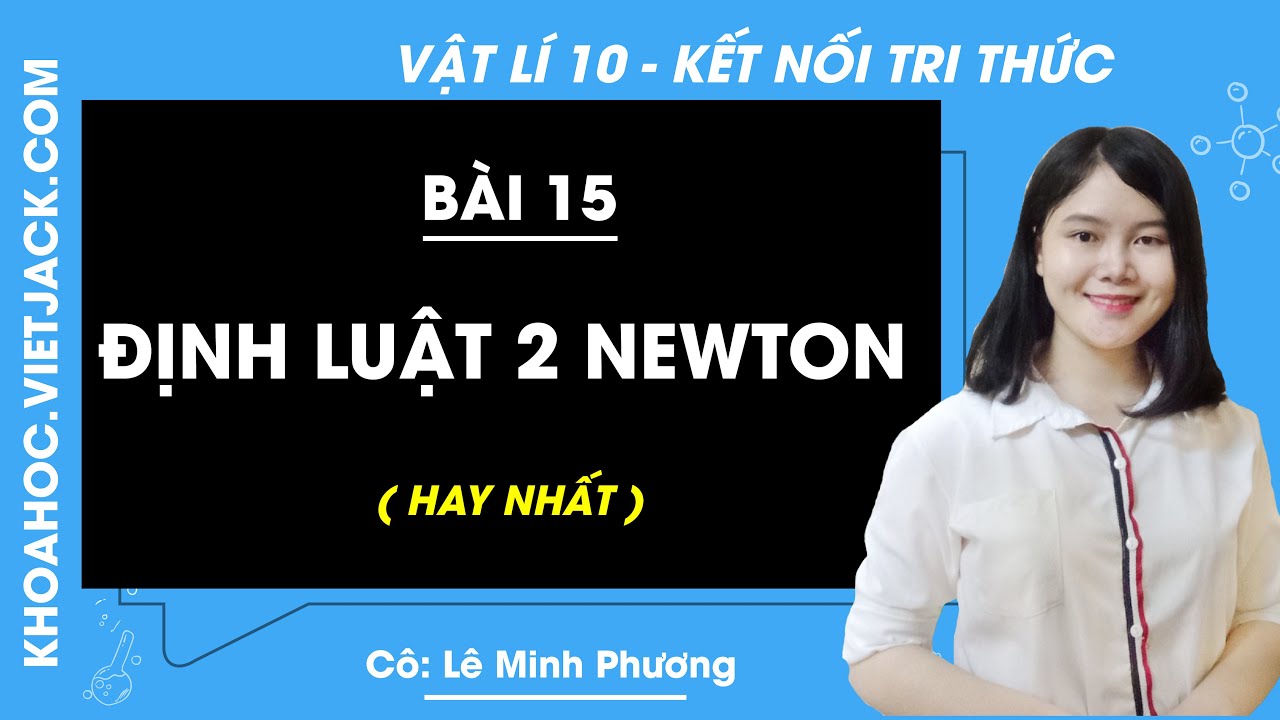 VẬT LÍ 10 - KẾT NỐI TRI THỨC
KHOAHOC.VIETJACK.COM
BÀI 15
ĐỊNH LUẬT 2 NEWTON
( HAY NHẤT )
Cô: Lê Minh Phương